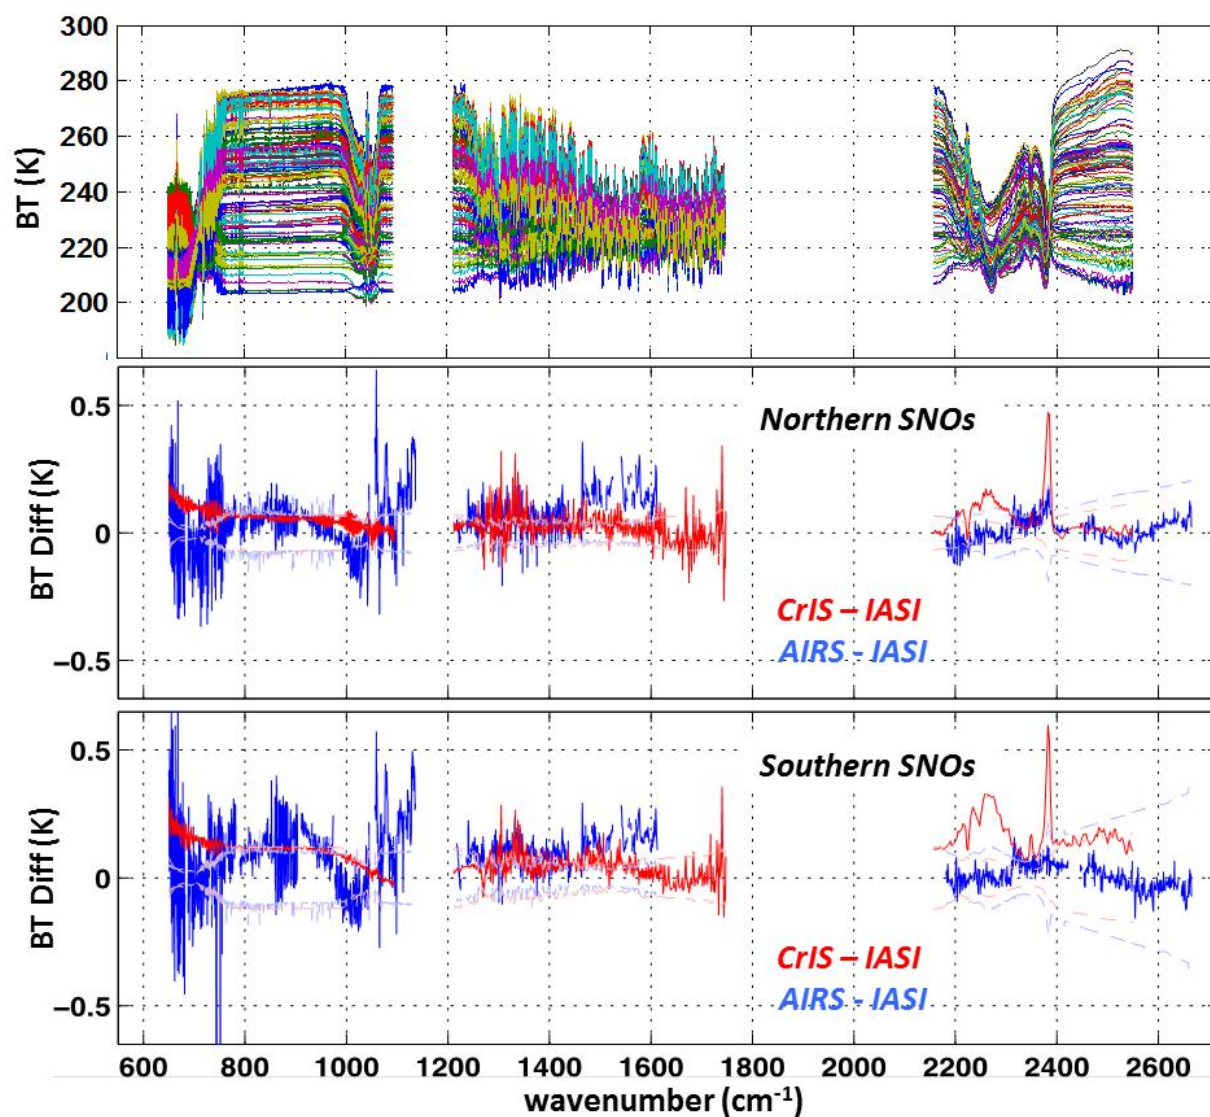 300
280
260
240
220
200
BT (K)
0.5
0
−0.5
BT Diff (K)
Northern SNOs
CrIS – IASI
AIRS - IASI
0.5
0
−0.5
BT Diff (K)
Southern SNOs
CrIS – IASI
AIRS - IASI
600 800 1000 1200 1400 1600 1800 2000 2200 2400 2600
wavenumber (cm-1)